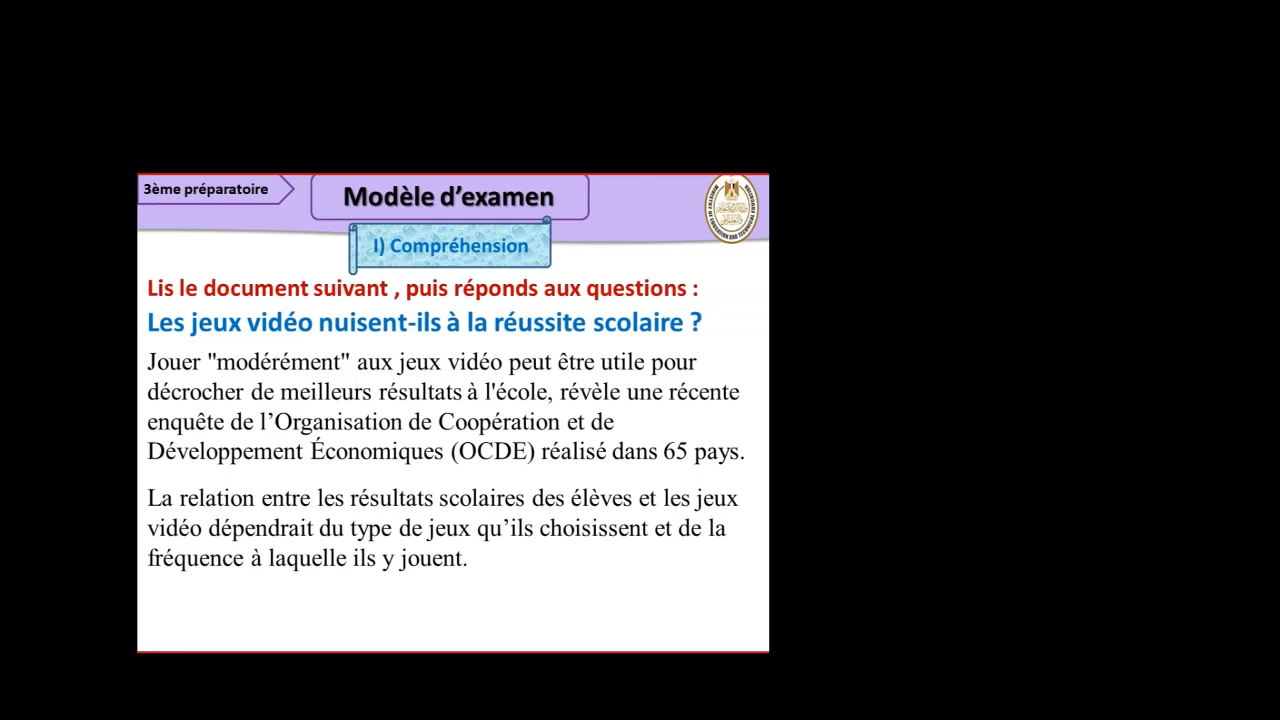 3ème préparatoire
Modèle d’examen
I) Compréhension
Lis le document suivant , puis réponds aux questions :
Les jeux vidéo nuisent-ils à la réussite scolaire ?
Jouer "modérément" aux jeux vidéo peut être utile pour
décrocher de meilleurs résultats à l'école, révèle une récente
enquête de l’Organisation de Coopération et de
Développement Économiques (OCDE) réalisé dans 65 pays.
La relation entre les résultats scolaires des élèves et les jeux
vidéo dépendrait du type de jeux qu’ils choisissent et de la
fréquence à laquelle ils y jouent.